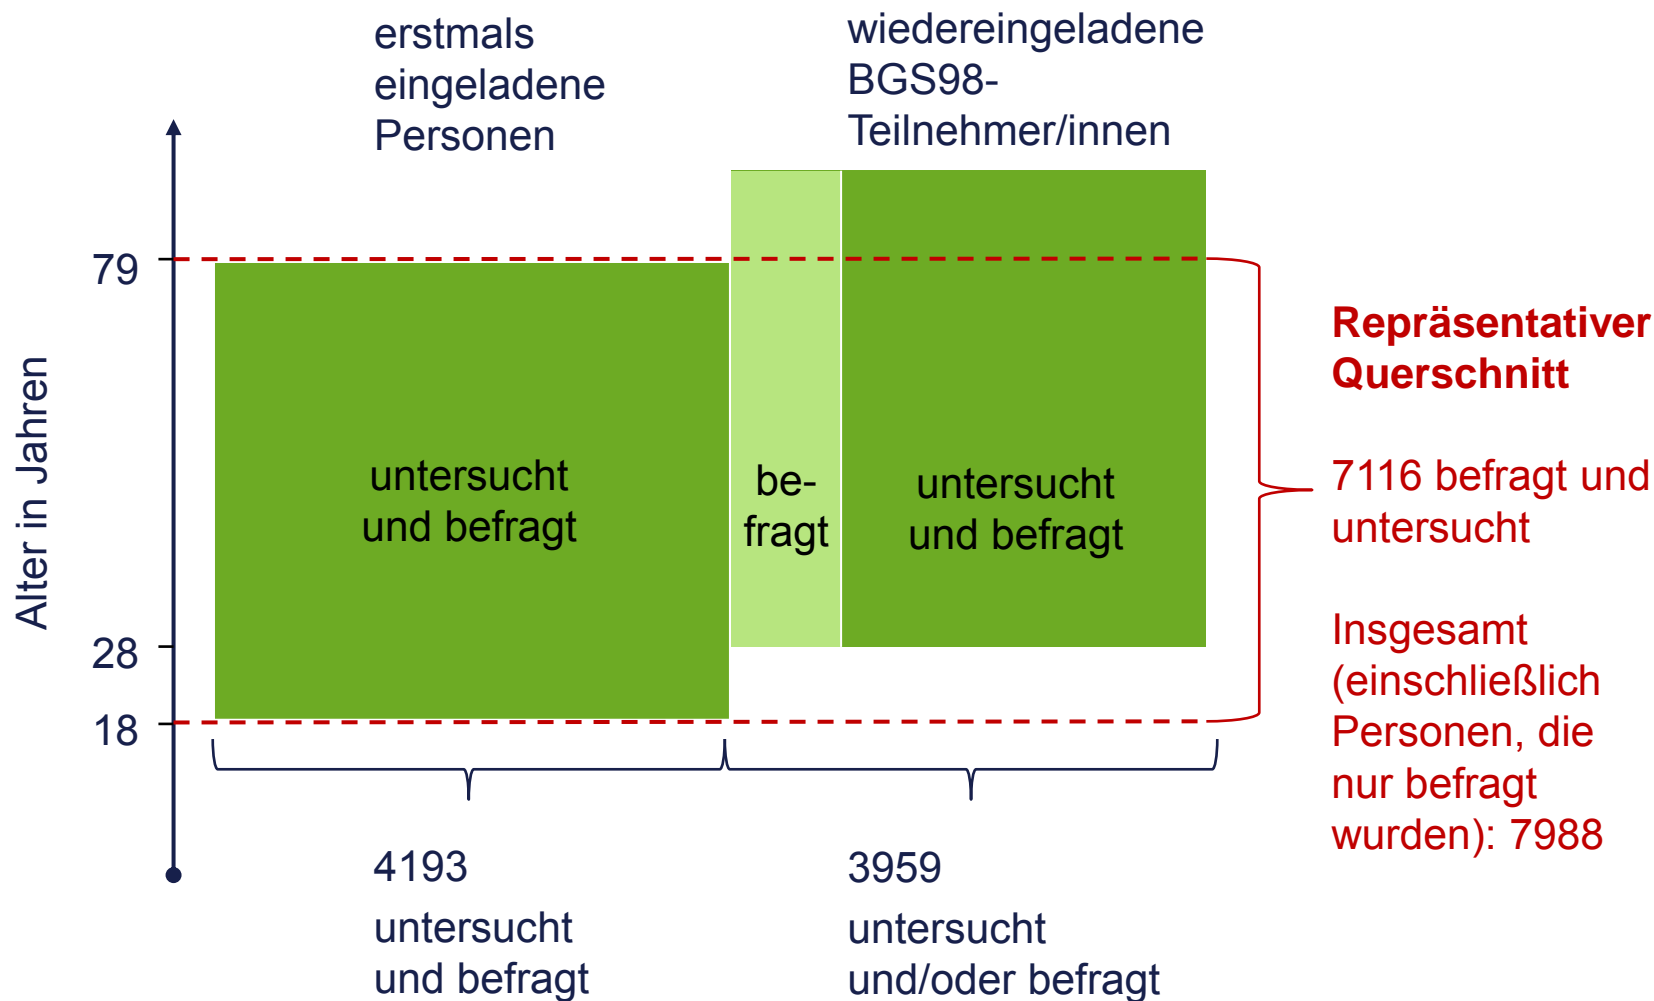 erstmals
eingeladene
Personen
wiedereingeladene
BGS98-
Teilnehmer/innen
Alter in Jahren
79
28
18
untersucht
und befragt
be-
fragt
untersucht
und befragt
Repräsentativer
Querschnitt
7116 befragt und
untersucht
Insgesamt
(einschließlich
Personen, die
nur befragt
wurden): 7988
4193
untersucht
und befragt
3959
untersucht
und/oder befragt